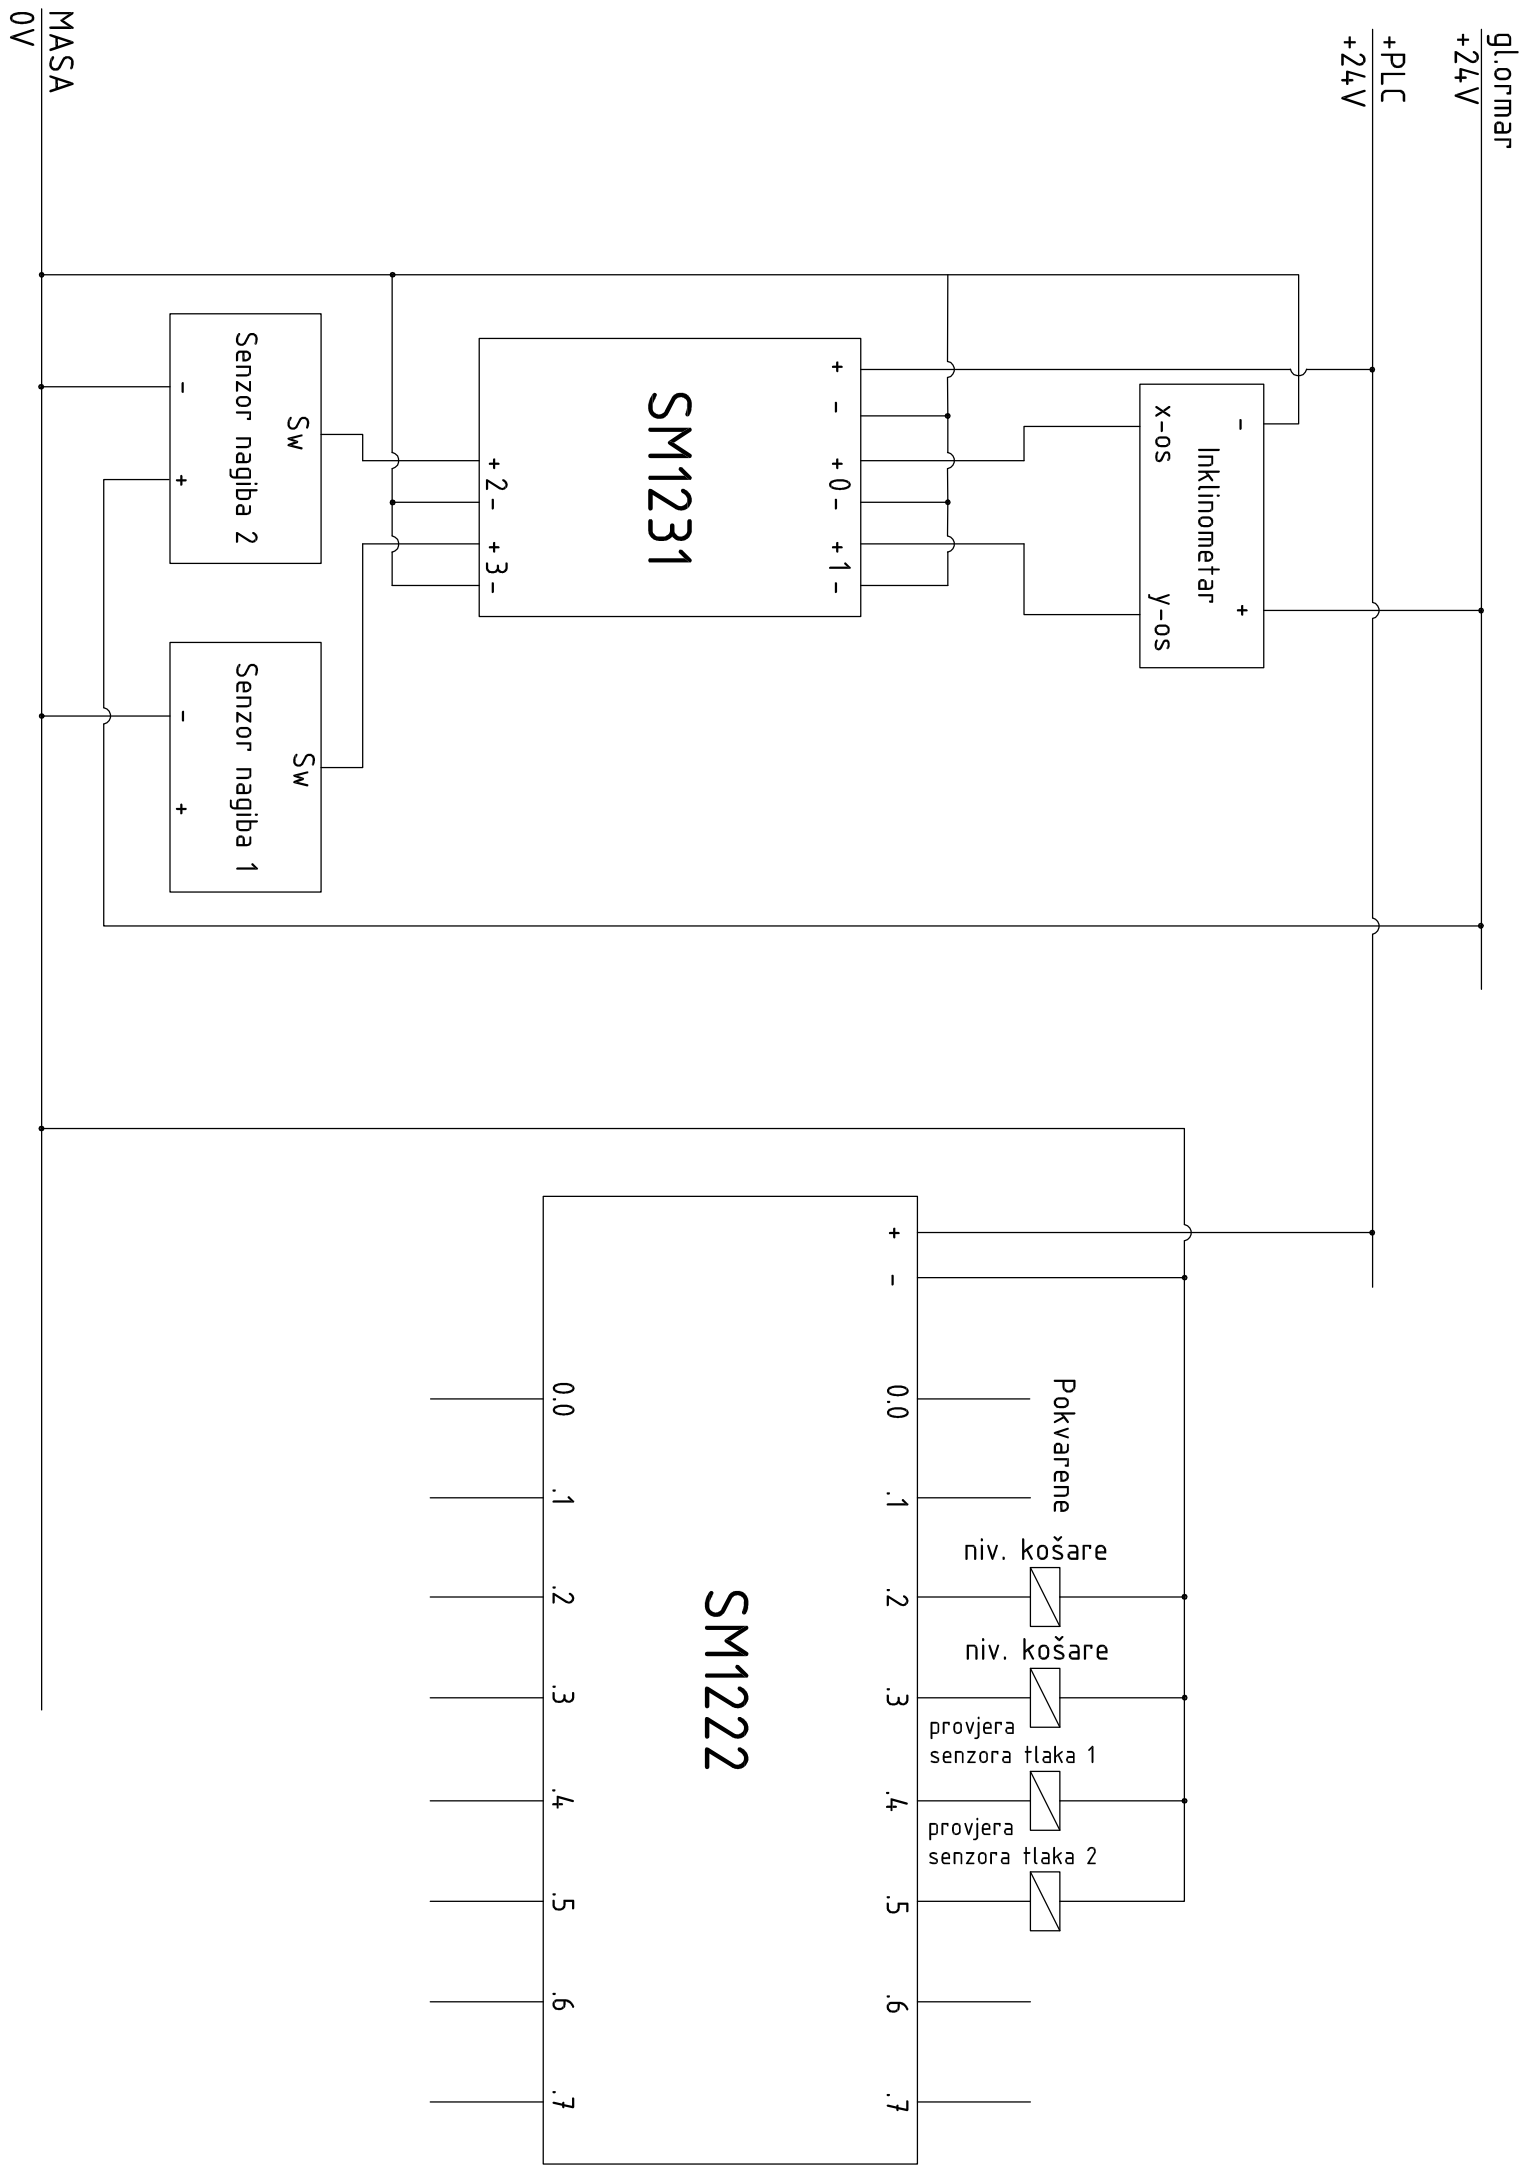 gl.ormar
+24V
+PLC
+24V
Inklinometar
-
+
x-os
y-os
+
-
+ 0 -
+ 1 -
SM1231
+ 2 -
+ 3 -
Sw
Senzor nagiba 2
-
+
Sw
Senzor nagiba 1
-
+
MASA
0V
Pokvarene
niv. košare
niv. košare
provjera
senzora tlaka 1
provjera
senzora tlaka 2
+
-
0.0
.1
.2
.3
.4
.5
.6
.7
SM1222
0.0
.1
.2
.3
.4
.5
.6
.7